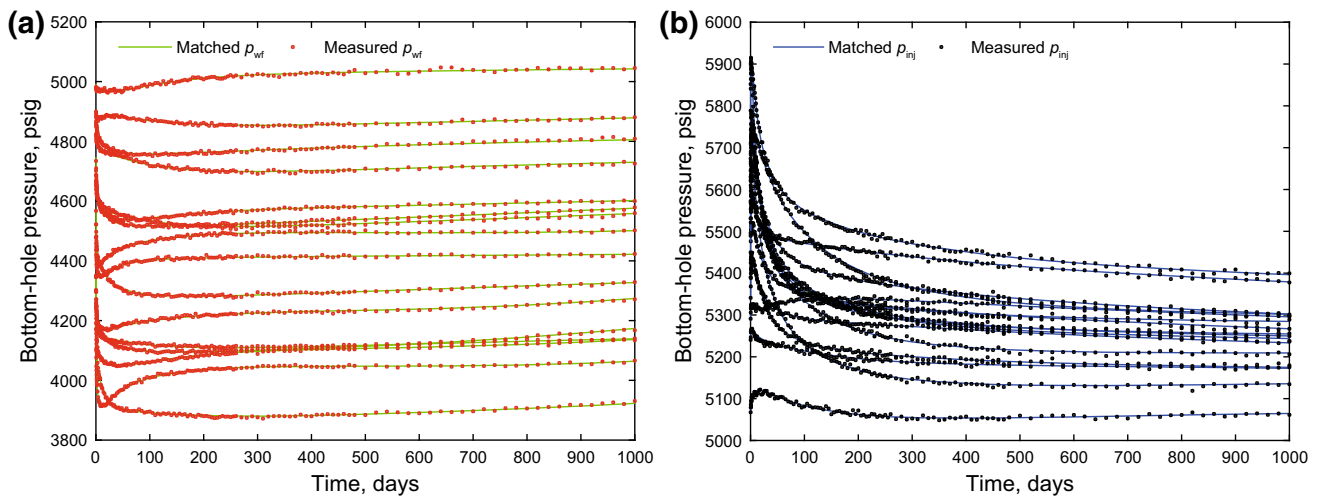 (a)
Matched p_wf Measured p_wf
Bottom-hole pressure, psig
5200
5000
4800
4600
4400
4200
4000
3800
0 100 200 300 400 500 600 700 800 900 1000
Time, days
(b)
Matched p_inj Measured p_inj
Bottom-hole pressure, psig
6000
5900
5800
5700
5600
5500
5400
5300
5200
5100
5000
0 100 200 300 400 500 600 700 800 900 1000
Time, days